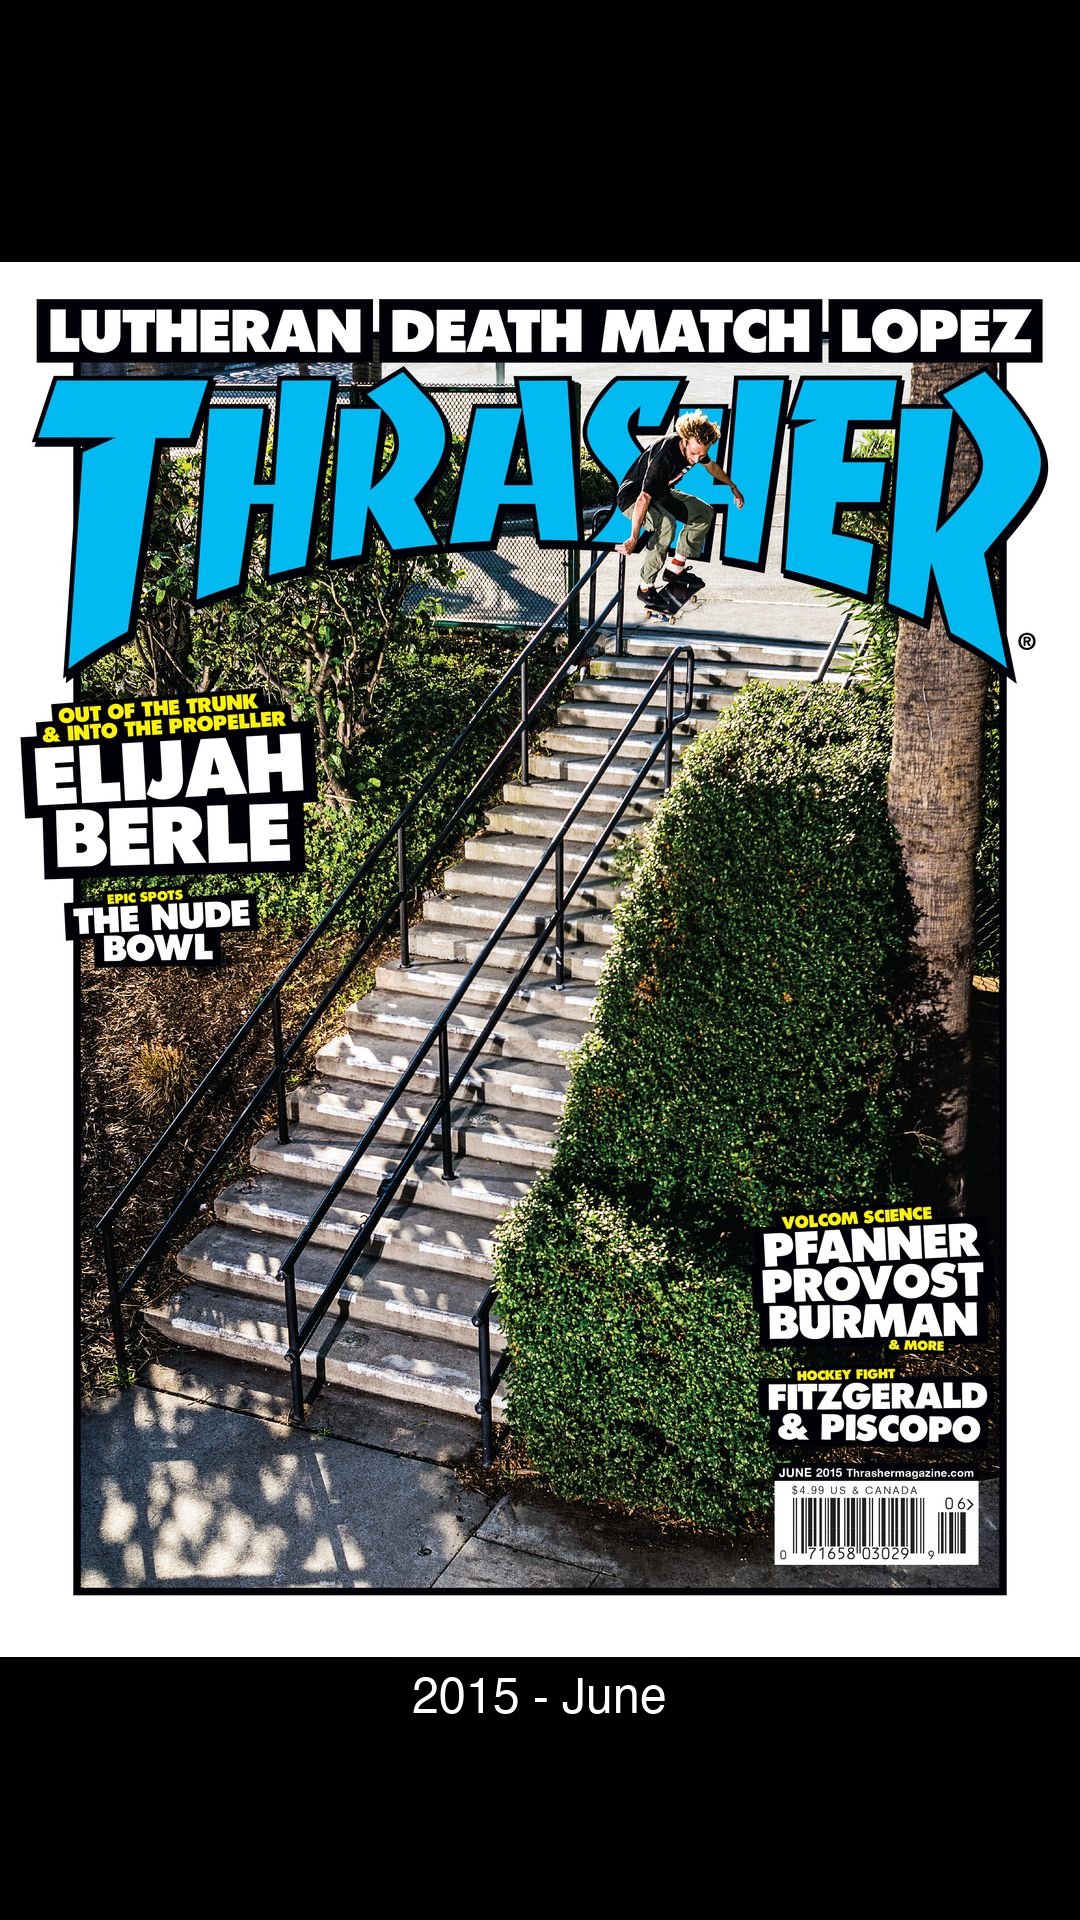 LUTHERAN DEATH MATCH LOPEZ
THRASHER
®
OUT OF THE TRUNK
& INTO THE PROPELLER
ELIJAH
BERLE
EPIC SPOTS
THE NUDE
BOWL
VOLCOM SCIENCE
PFANNER
PROVOST
BURMAN
& MORE
HOCKEY FIGHT
FITZGERALD
& PISCOPO
JUNE 2015 Thrashermagazine.com
$4.99 US & CANADA
06>
0 71658 03029 9
2015 - June